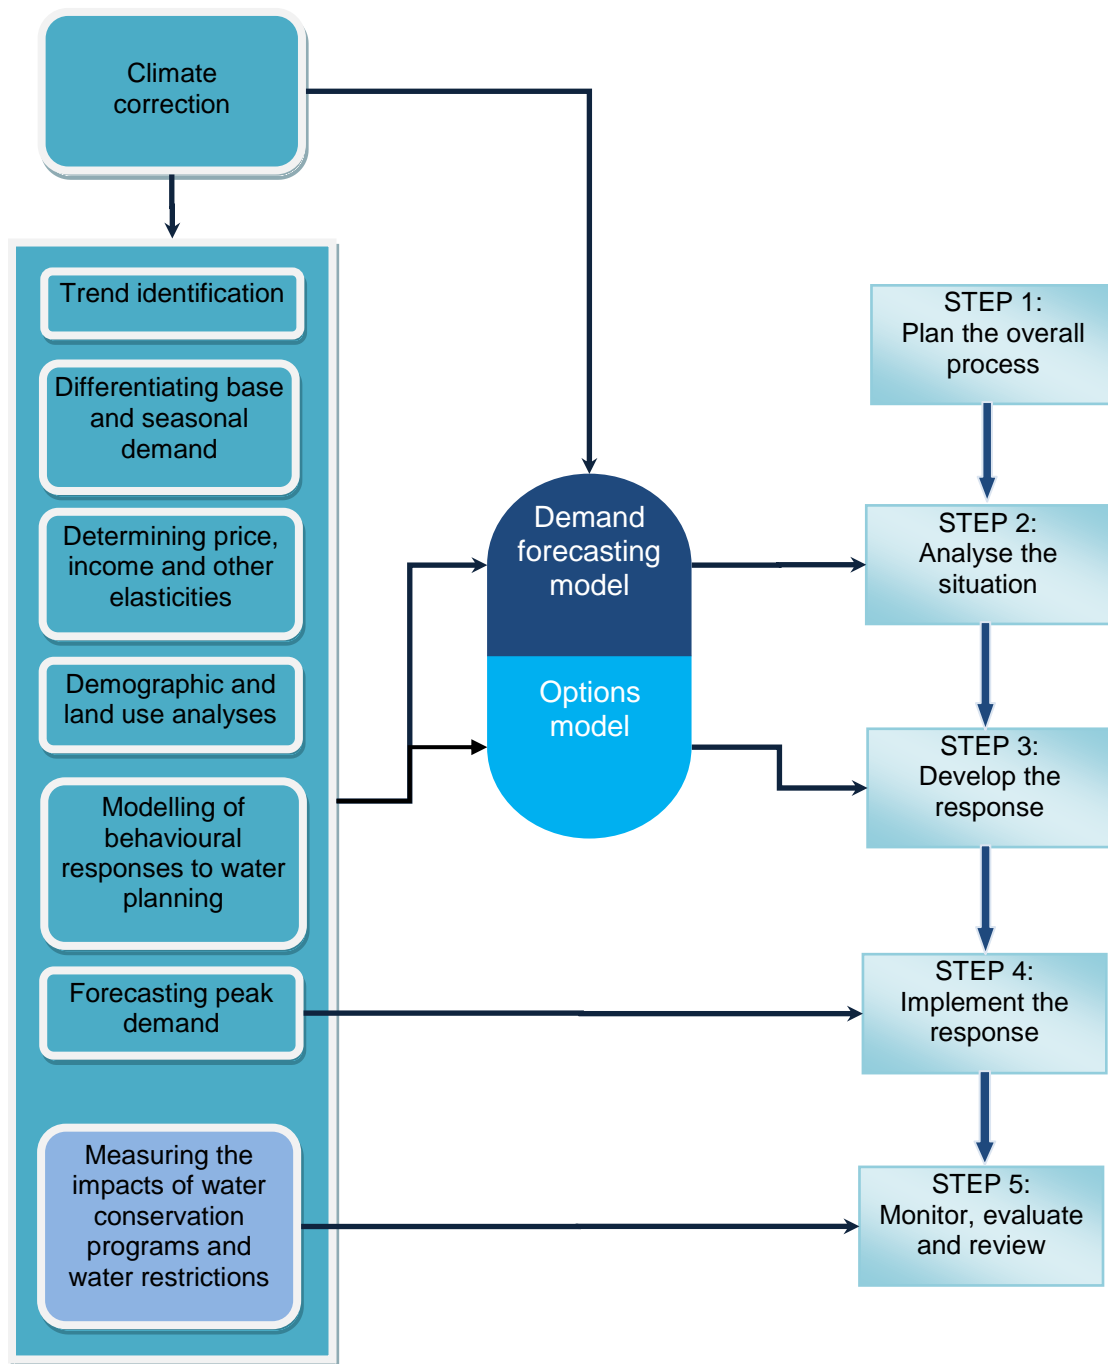 Climate
correction
Trend identification
Differentiating base
and seasonal
demand
Determining price,
income and other
elasticities
Demographic and
land use analyses
Modelling of
behavioural
responses to water
planning
Forecasting peak
demand
Measuring the
impacts of water
conservation
programs and
water restrictions
Demand
forecasting
model
Options
model
STEP 1:
Plan the overall
process
STEP 2:
Analyse the
situation
STEP 3:
Develop the
response
STEP 4:
Implement the
response
STEP 5:
Monitor, evaluate
and review